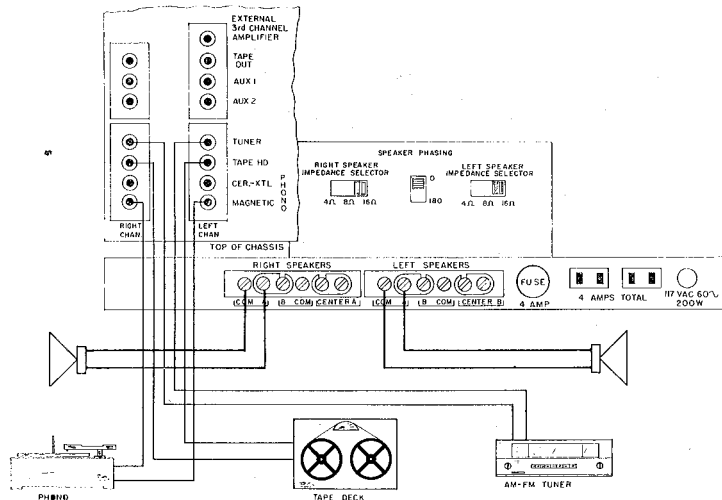 EXTERNAL
3rd CHANNEL
AMPLIFIER
TAPE
OUT
AUX 1
AUX 2
TUNER
TAPE HD
CER.-XTL
MAGNETIC
PHONO
RIGHT
CHAN.
LEFT
CHAN
TOP OF CHASSIS
SPEAKER PHASING
RIGHT SPEAKER
IMPEDANCE SELECTOR
4Ω 8Ω 16Ω
0
180
LEFT SPEAKER
IMPEDANCE SELECTOR
4Ω 8Ω 16Ω
RIGHT SPEAKERS
COM A B COM CENTER A
LEFT SPEAKERS
COM A B COM CENTER B
FUSE
4 AMP
4 AMPS TOTAL
117 VAC 60~
200W
PHONO
TAPE DECK
AM-FM TUNER